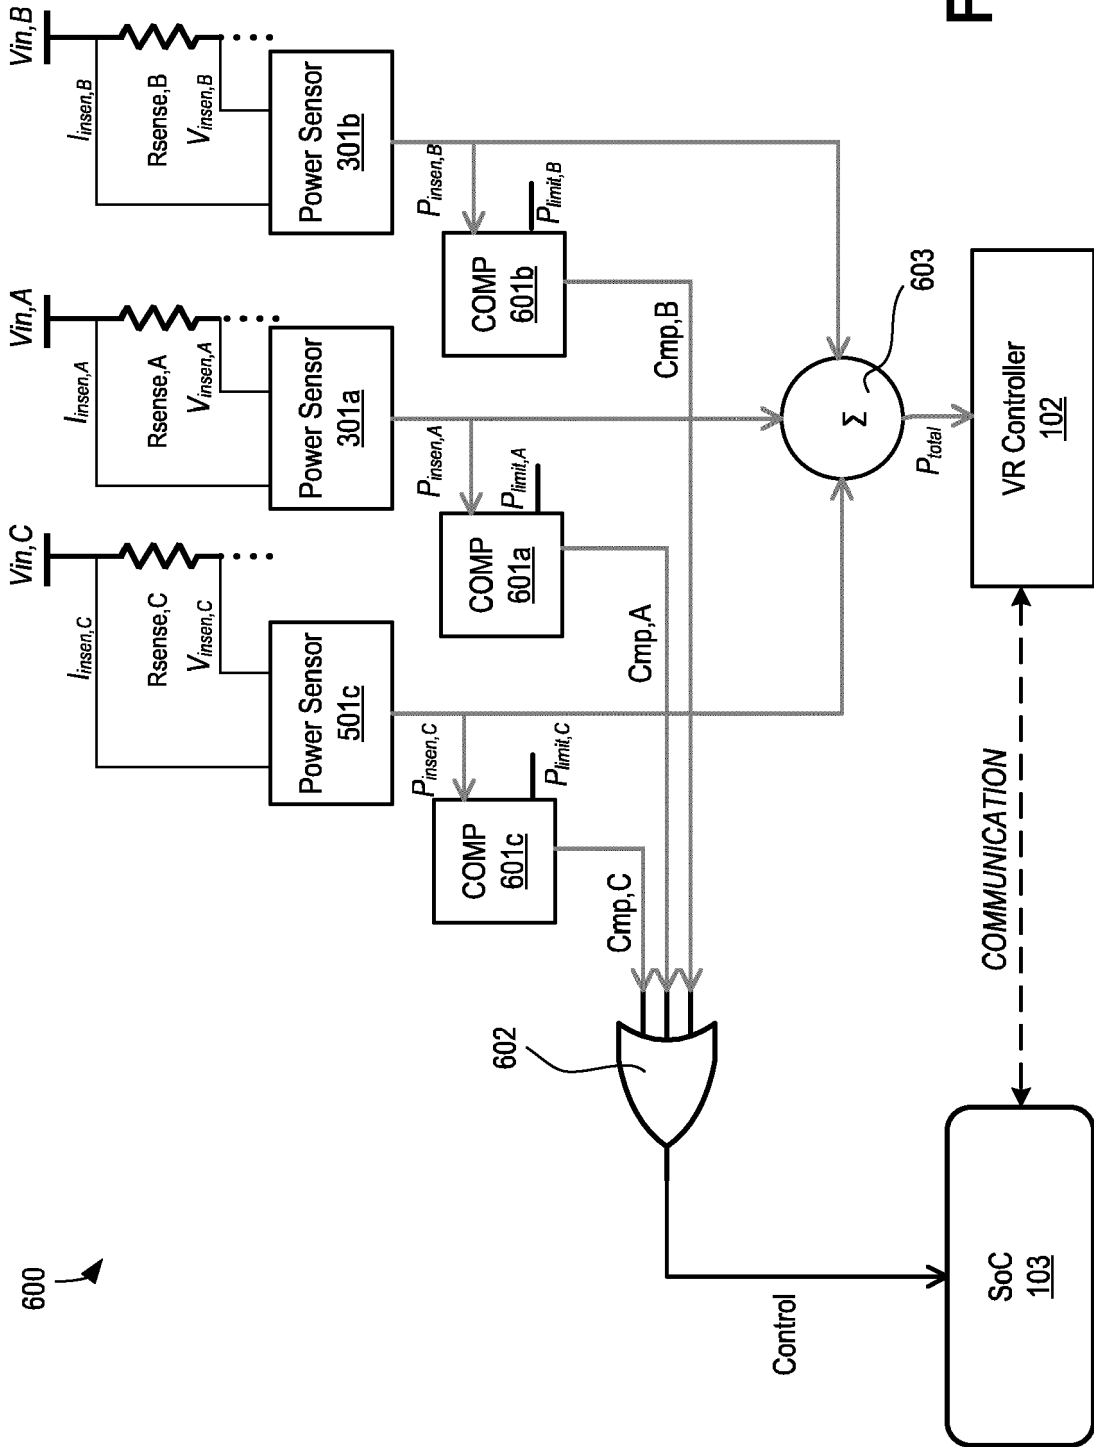 600
Vin,C
Vin,A
Vin,B
Iinsen,C
Rsense,C
Vinsen,C
Iinsen,A
Rsense,A
Vinsen,A
Iinsen,B
Rsense,B
Vinsen,B
Power Sensor
501c
Power Sensor
301a
Power Sensor
301b
Pinsen,C
Plimit,C
COMP
601c
Pinsen,A
Plimit,A
COMP
601a
Pinsen,B
Plimit,B
COMP
601b
Cmp,C
Cmp,A
Cmp,B
602
603
Σ
Ptotal
Control
COMMUNICATION
SoC
103
VR Controller
102